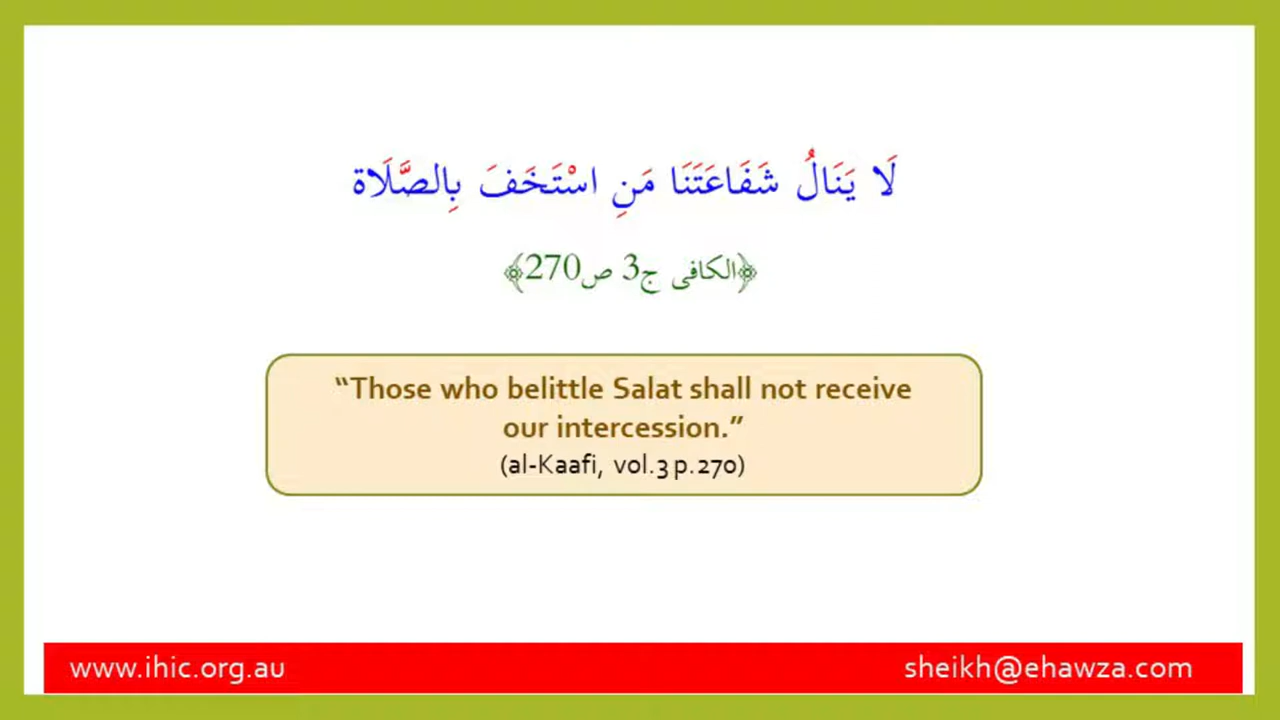 لَا يَنَالُ شَفَاعَتَنَا مَنِ اسْتَخَفَ بِالصَّلَاة
﴿الكافی ج3 ص270﴾
“Those who belittle Salat shall not receive
our intercession.”
(al-Kaafi, vol.3 p.270)
www.ihic.org.au
sheikh@ehawza.com